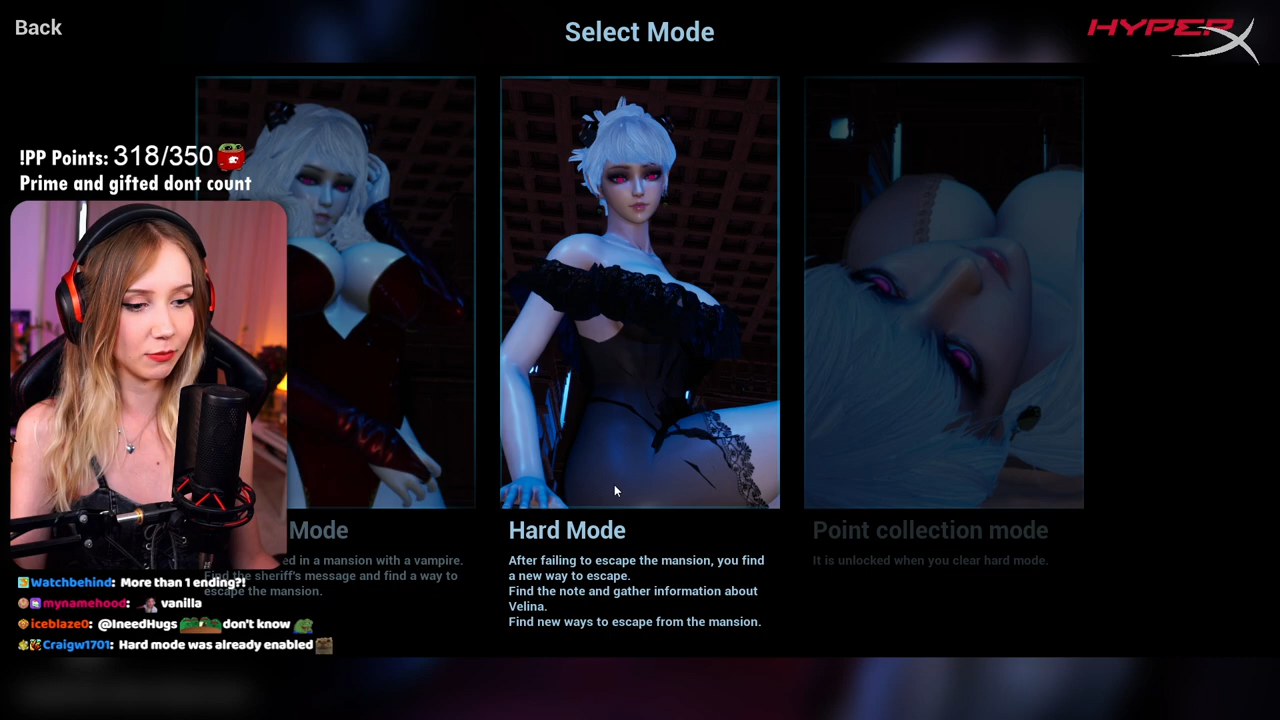 Back
Select Mode
HYPERX
!PP Points: 318/350
Prime and gifted dont count
Mode
ed in a mansion with a vampire.
Find the sheriff's message and find a way to
escape the mansion.
Hard Mode
After failing to escape the mansion, you find
a new way to escape.
Find the note and gather information about
Velina.
Find new ways to escape from the mansion.
Point collection mode
It is unlocked when you clear hard mode.
Watchbehind: More than 1 ending?!
mynamehood: vanilla
iceblaze0: @IneedHugs don't know
Craigw1701: Hard mode was already enabled